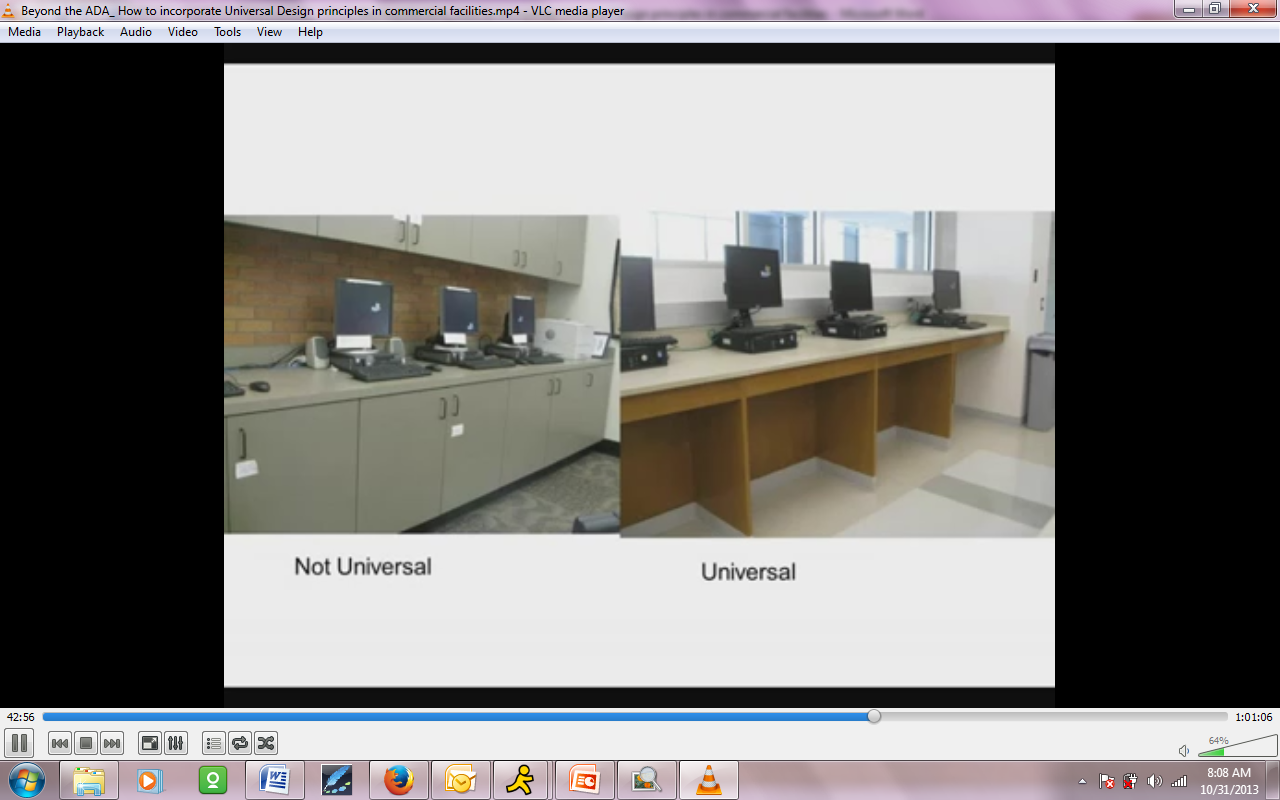 Beyond the ADA_ How to incorporate Universal Design principles in commercial facilities.mp4 - VLC media player
Media Playback Audio Video Tools View Help
Not Universal
Universal
42:56
1:01:06
64%
8:08 AM
10/31/2013